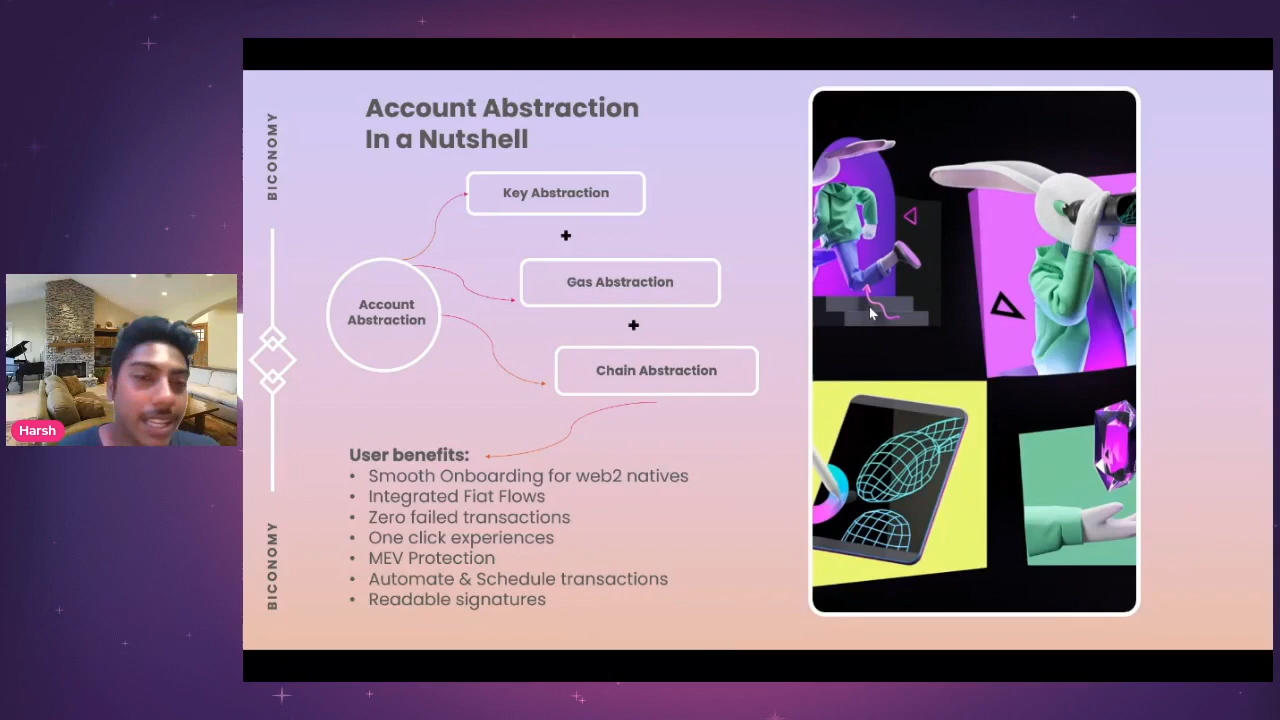 BICONOMY
Account Abstraction
In a Nutshell
Key Abstraction
+
Gas Abstraction
+
Chain Abstraction
Account
Abstraction
User benefits:
• Smooth Onboarding for web2 natives
• Integrated Fiat Flows
• Zero failed transactions
• One click experiences
• MEV Protection
• Automate & Schedule transactions
• Readable signatures
BICONOMY
Harsh